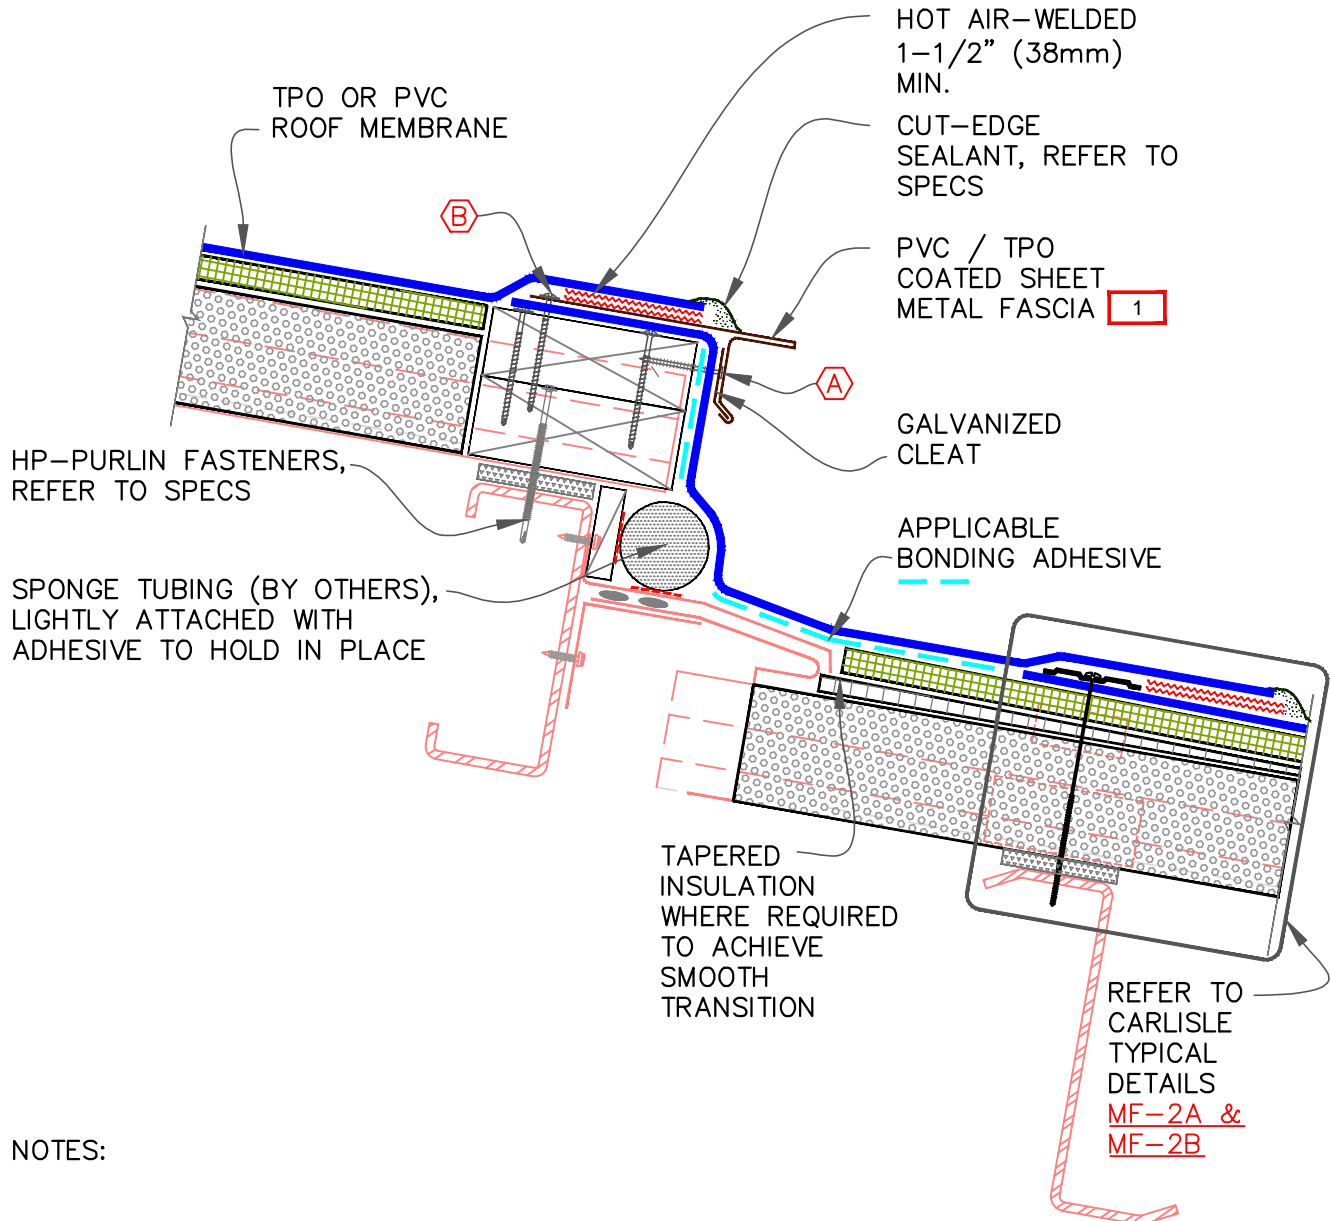 HOT AIR-WELDED
1-1/2" (38mm)
MIN.
TPO OR PVC
ROOF MEMBRANE
CUT-EDGE
SEALANT, REFER TO
SPECS
B
PVC / TPO
COATED SHEET
METAL FASCIA 1
A
GALVANIZED
CLEAT
HP-PURLIN FASTENERS,
REFER TO SPECS
APPLICABLE
BONDING ADHESIVE
SPONGE TUBING (BY OTHERS),
LIGHTLY ATTACHED WITH
ADHESIVE TO HOLD IN PLACE
TAPERED
INSULATION
WHERE REQUIRED
TO ACHIEVE
SMOOTH
TRANSITION
REFER TO
CARLISLE
TYPICAL
DETAILS
MF-2A &
MF-2B
NOTES: